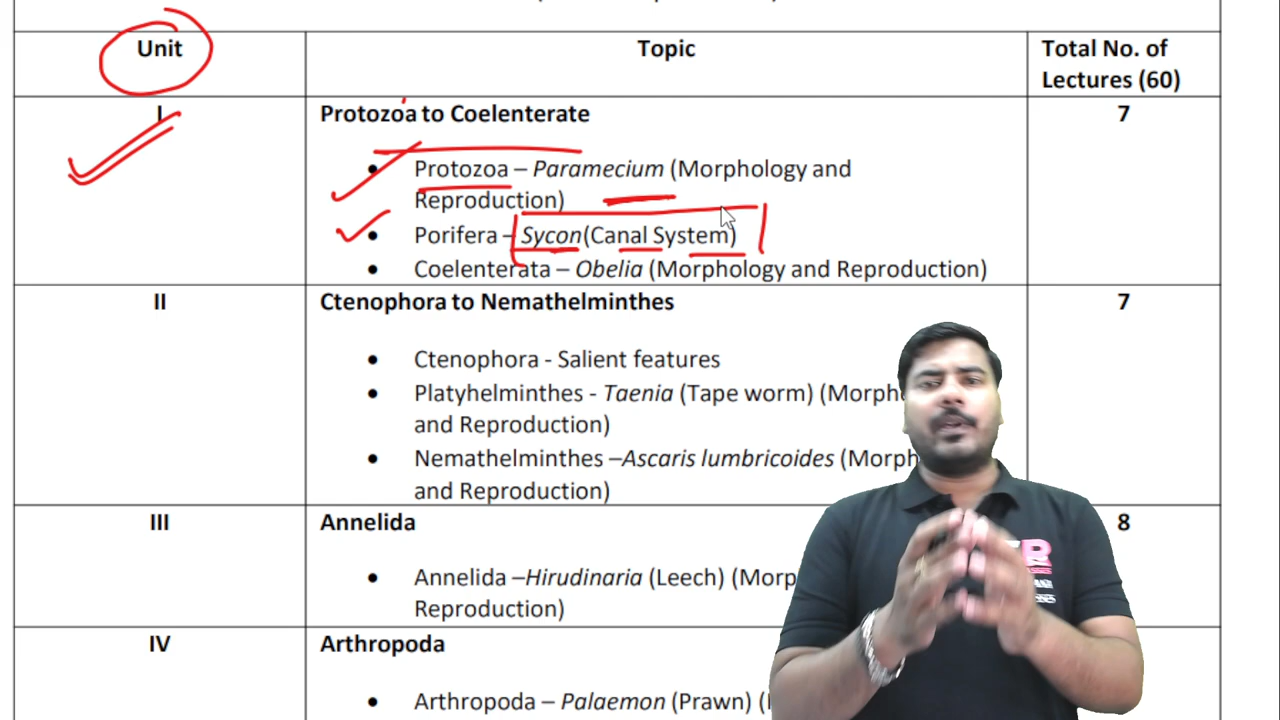 Unit
Topic
Total No. of
Lectures (60)
I
Protozoa to Coelenterate
7
• Protozoa – Paramecium (Morphology and
Reproduction)
• Porifera – Sycon(Canal System)
• Coelenterata – Obelia (Morphology and Reproduction)
II
Ctenophora to Nemathelminthes
7
• Ctenophora - Salient features
• Platyhelminthes - Taenia (Tape worm) (Morph
and Reproduction)
• Nemathelminthes –Ascaris lumbricoides (Morph
and Reproduction)
III
Annelida
8
• Annelida –Hirudinaria (Leech) (Morp
Reproduction)
IV
Arthropoda
• Arthropoda – Palaemon (Prawn) (